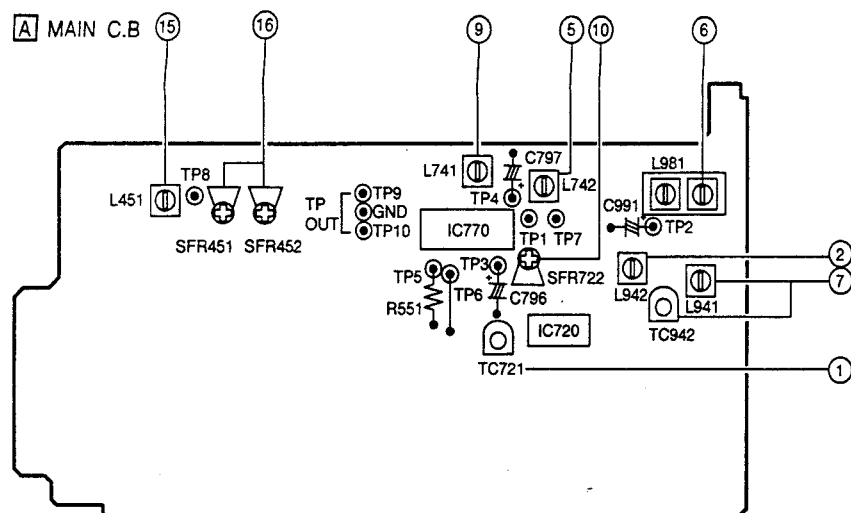 A MAIN C.B 15 16 9 5 10 6
C797
L981
L741
TP8
L742
TP9
TP4
L451
TP
GND
C991
OUT
TP10
IC770
TP1 TP7
TP2
SFR451 SFR452
2
TP3
TP5
SFR722
7
TP6
L942
L941
C796
R551
TC942
IC720
TC721
1